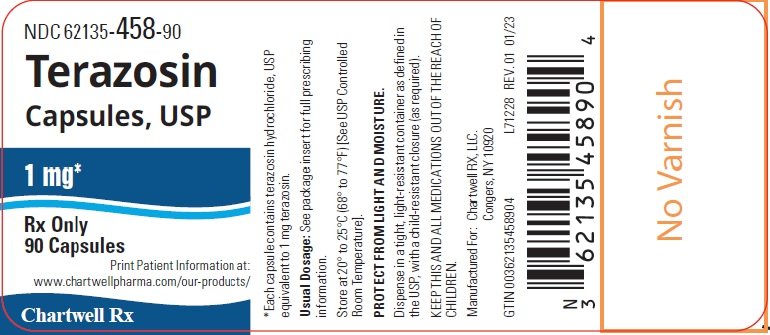 NDC 62135-458-90
Terazosin
Capsules, USP
1 mg*
Rx Only
90 Capsules
Print Patient Information at:
www.chartwellpharma.com/our-products/
Chartwell Rx
*Each capsule contains terazosin hydrochloride, USP
equivalent to 1 mg terazosin.
Usual Dosage: See package insert for full prescribing
information.
Store at 20° to 25°C (68° to 77°F) [See USP Controlled
Room Temperature].
PROTECT FROM LIGHT AND MOISTURE.
Dispense in a tight, light-resistant container as defined in
the USP, with a child-resistant closure (as required).
KEEP THIS AND ALL MEDICATIONS OUT OF THE REACH OF
CHILDREN.
Manufactured For: Chartwell RX, LLC.
Congers, NY 10920
GTIN 00362135458904 L71228 REV. 01 01/23
N
3 62135 45890 4
No Varnish